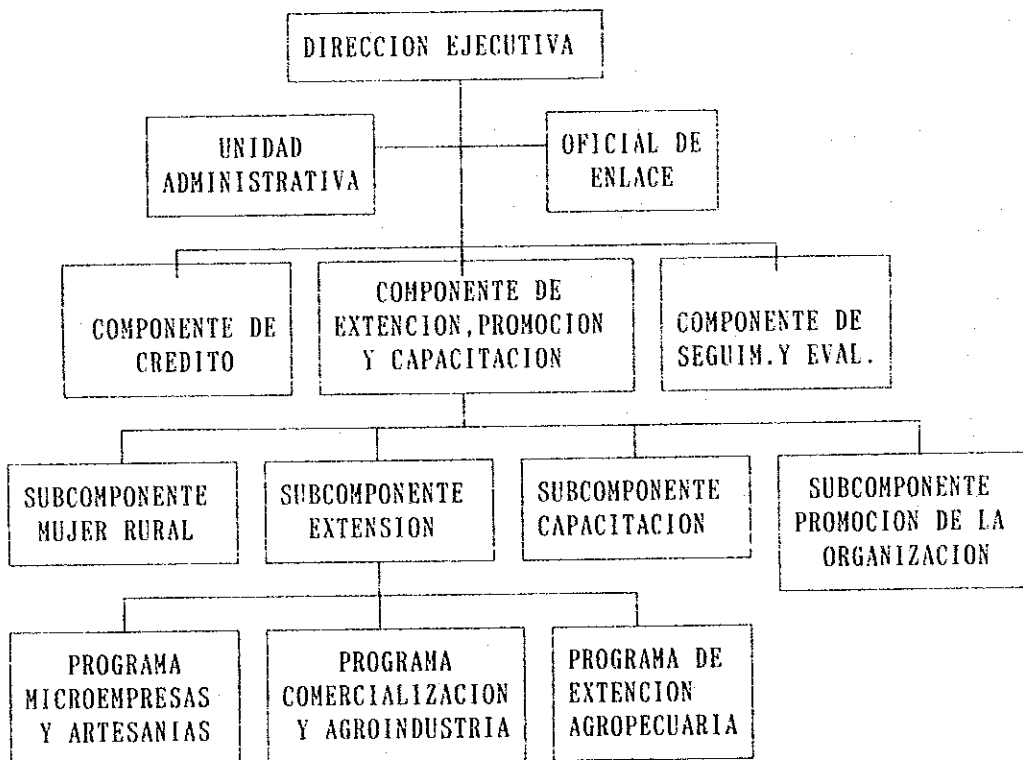 DIRECCION EJECUTIVA
UNIDAD
ADMINISTRATIVA
OFICIAL DE
ENLACE
COMPONENTE DE
CREDITO
COMPONENTE DE
EXTENCION,PROMOCION
Y CAPACITACION
COMPONENTE DE
SEGUIM.Y EVAL.
SUBCOMPONENTE
MUJER RURAL
SUBCOMPONENTE
EXTENSION
SUBCOMPONENTE
CAPACITACION
SUBCOMPONENTE
PROMOCION DE LA
ORGANIZACION
PROGRAMA
MICROEMPRESAS
Y ARTESANIAS
PROGRAMA
COMERCIALIZACION
Y AGROINDUSTRIA
PROGRAMA DE
EXTENCION
AGROPECUARIA